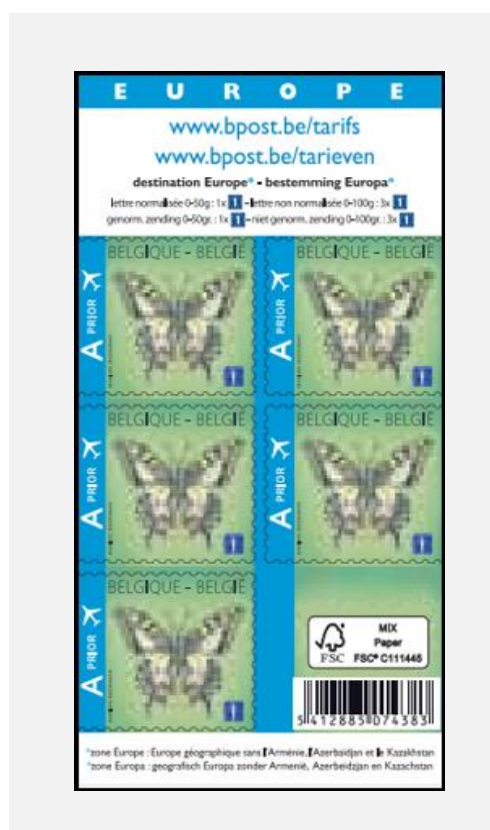 EUROPE
www.bpost.be/tarifs
www.bpost.be/tarieven
destination Europe* - bestemming Europa*
lettre normalisée 0-50g : 1x 1 - lettre non normalisée 0-100g : 3x 1
genorm. zending 0-50gr. : 1x 1 - niet genorm. zending 0-100gr. : 3x 1
BELGIQUE - BELGIË
A PRIOR
1
BELGIQUE - BELGIË
A PRIOR
1
BELGIQUE - BELGIË
A PRIOR
1
BELGIQUE - BELGIË
A PRIOR
1
BELGIQUE - BELGIË
A PRIOR
1
FSC
MIX
Paper
FSC® C111445
5 412885 074383
*zone Europe : Europe géographique sans l'Arménie, l'Azerbaïdjan et le Kazakhstan
*zone Europa : geografisch Europa zonder Armenië, Azerbeidzjan en Kazachstan